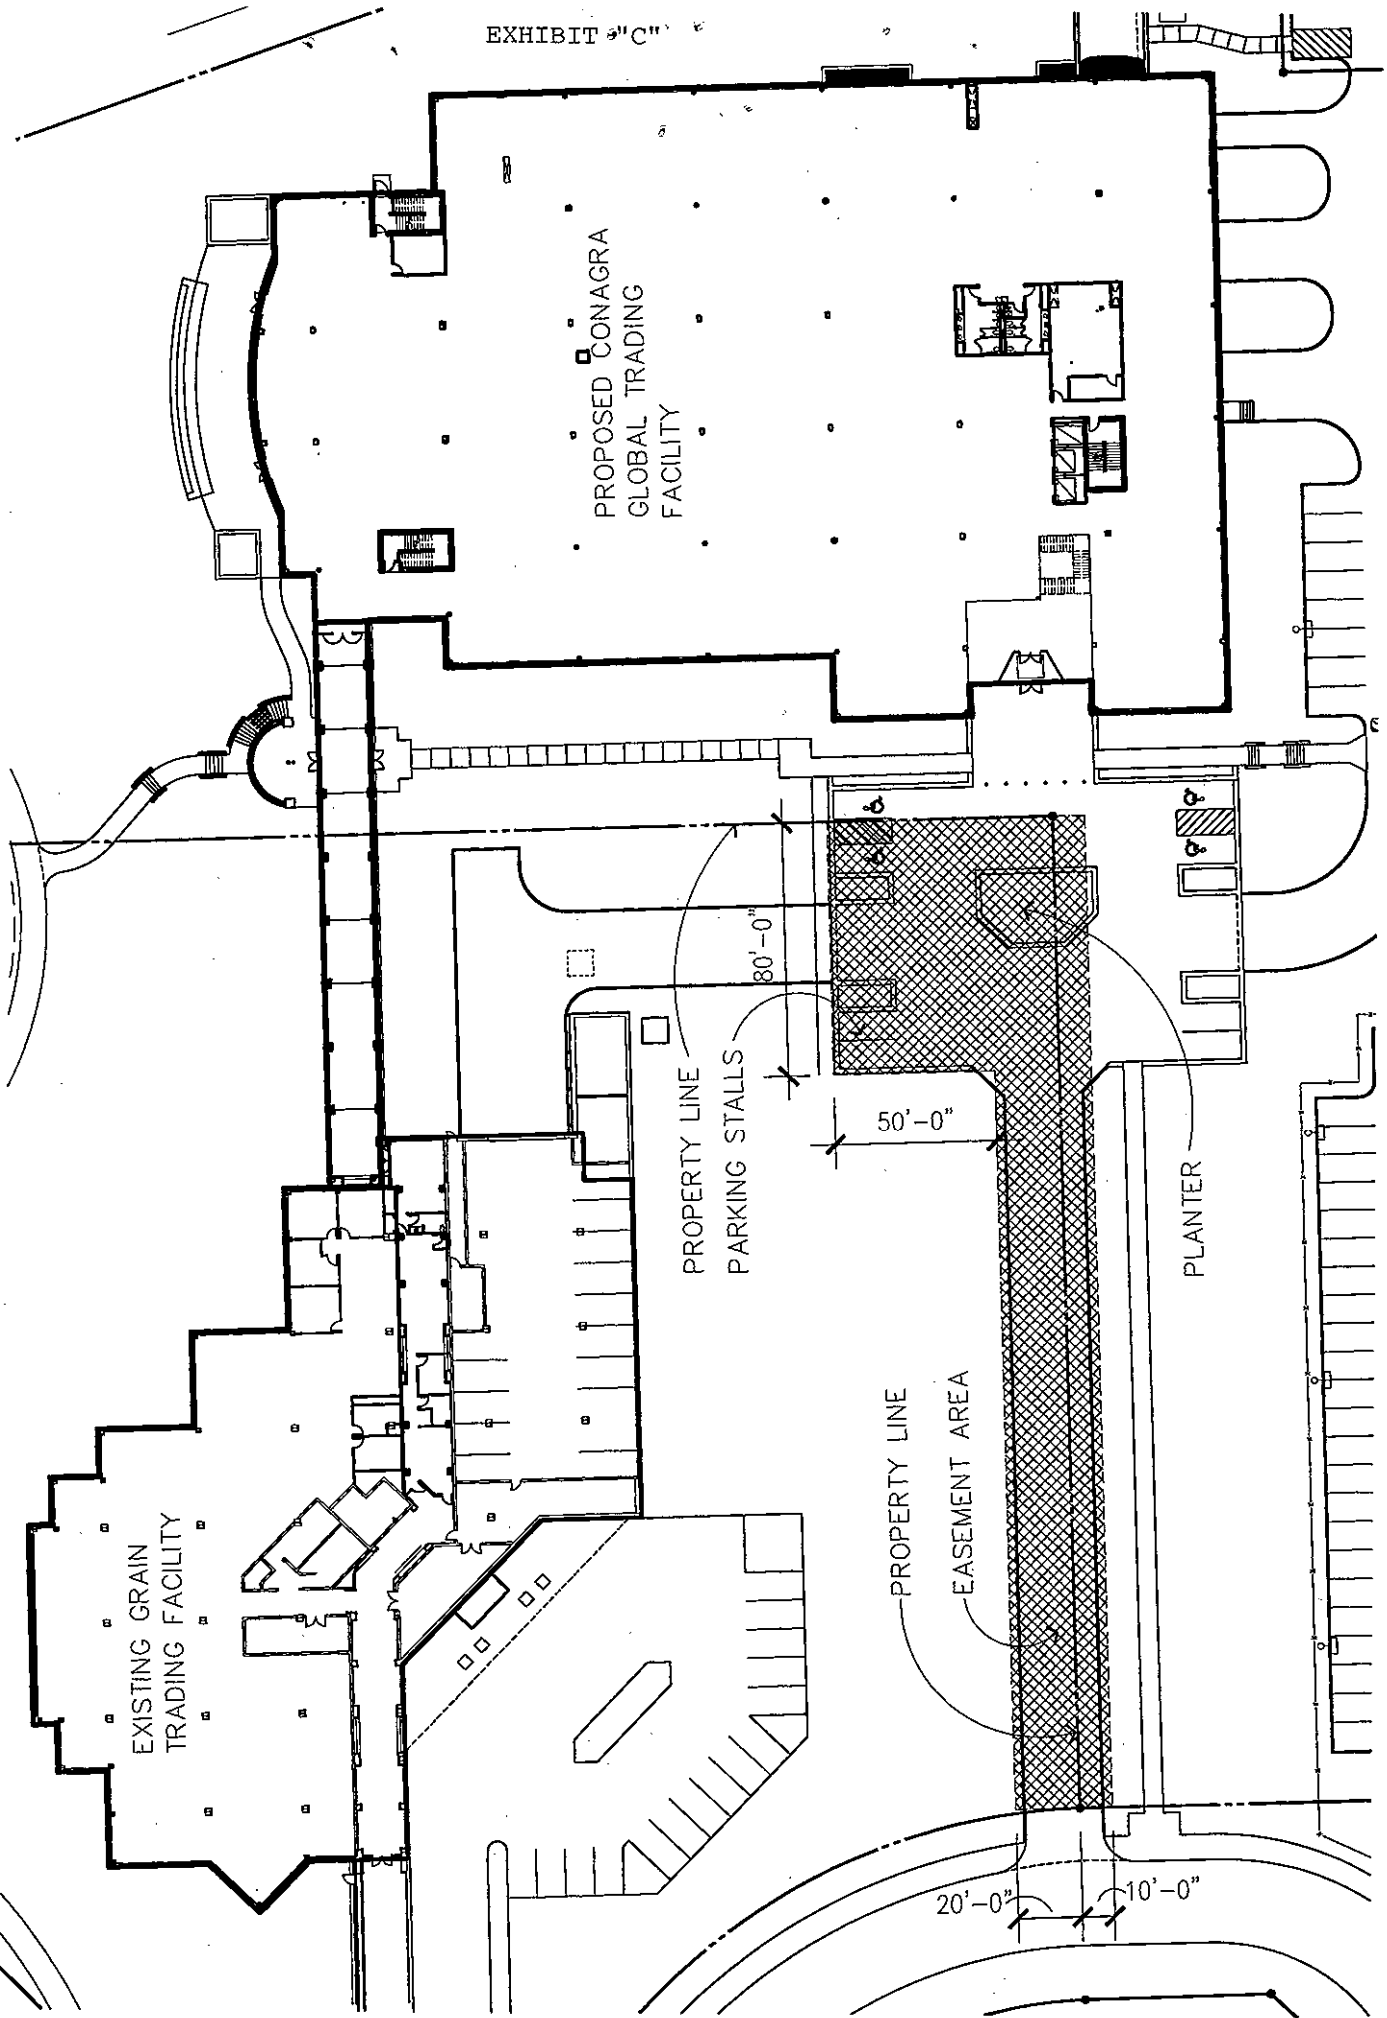 EXHIBIT "C"
PROPOSED CONAGRA
GLOBAL TRADING
FACILITY
80'-0"
PROPERTY LINE
PARKING STALLS
50'-0"
PLANTER
PROPERTY LINE
EASEMENT AREA
EXISTING GRAIN
TRADING FACILITY
20'-0"
10'-0"